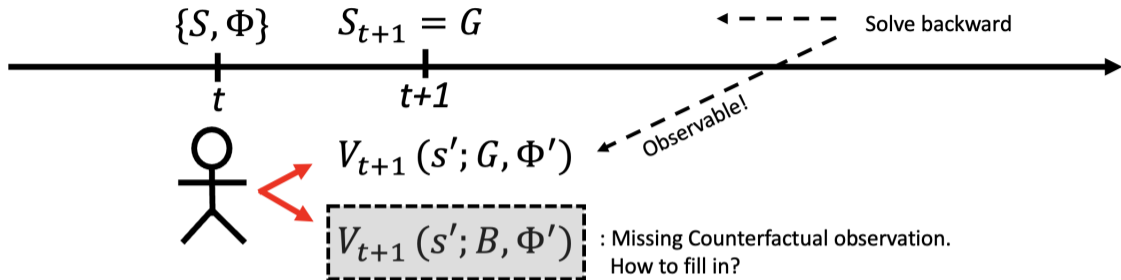 {S, Φ}
S_{t+1} = G
Solve backward
t
t+1
Observable!
V_{t+1} (s′; G, Φ′)
V_{t+1} (s′; B, Φ′)
: Missing Counterfactual observation.
How to fill in?